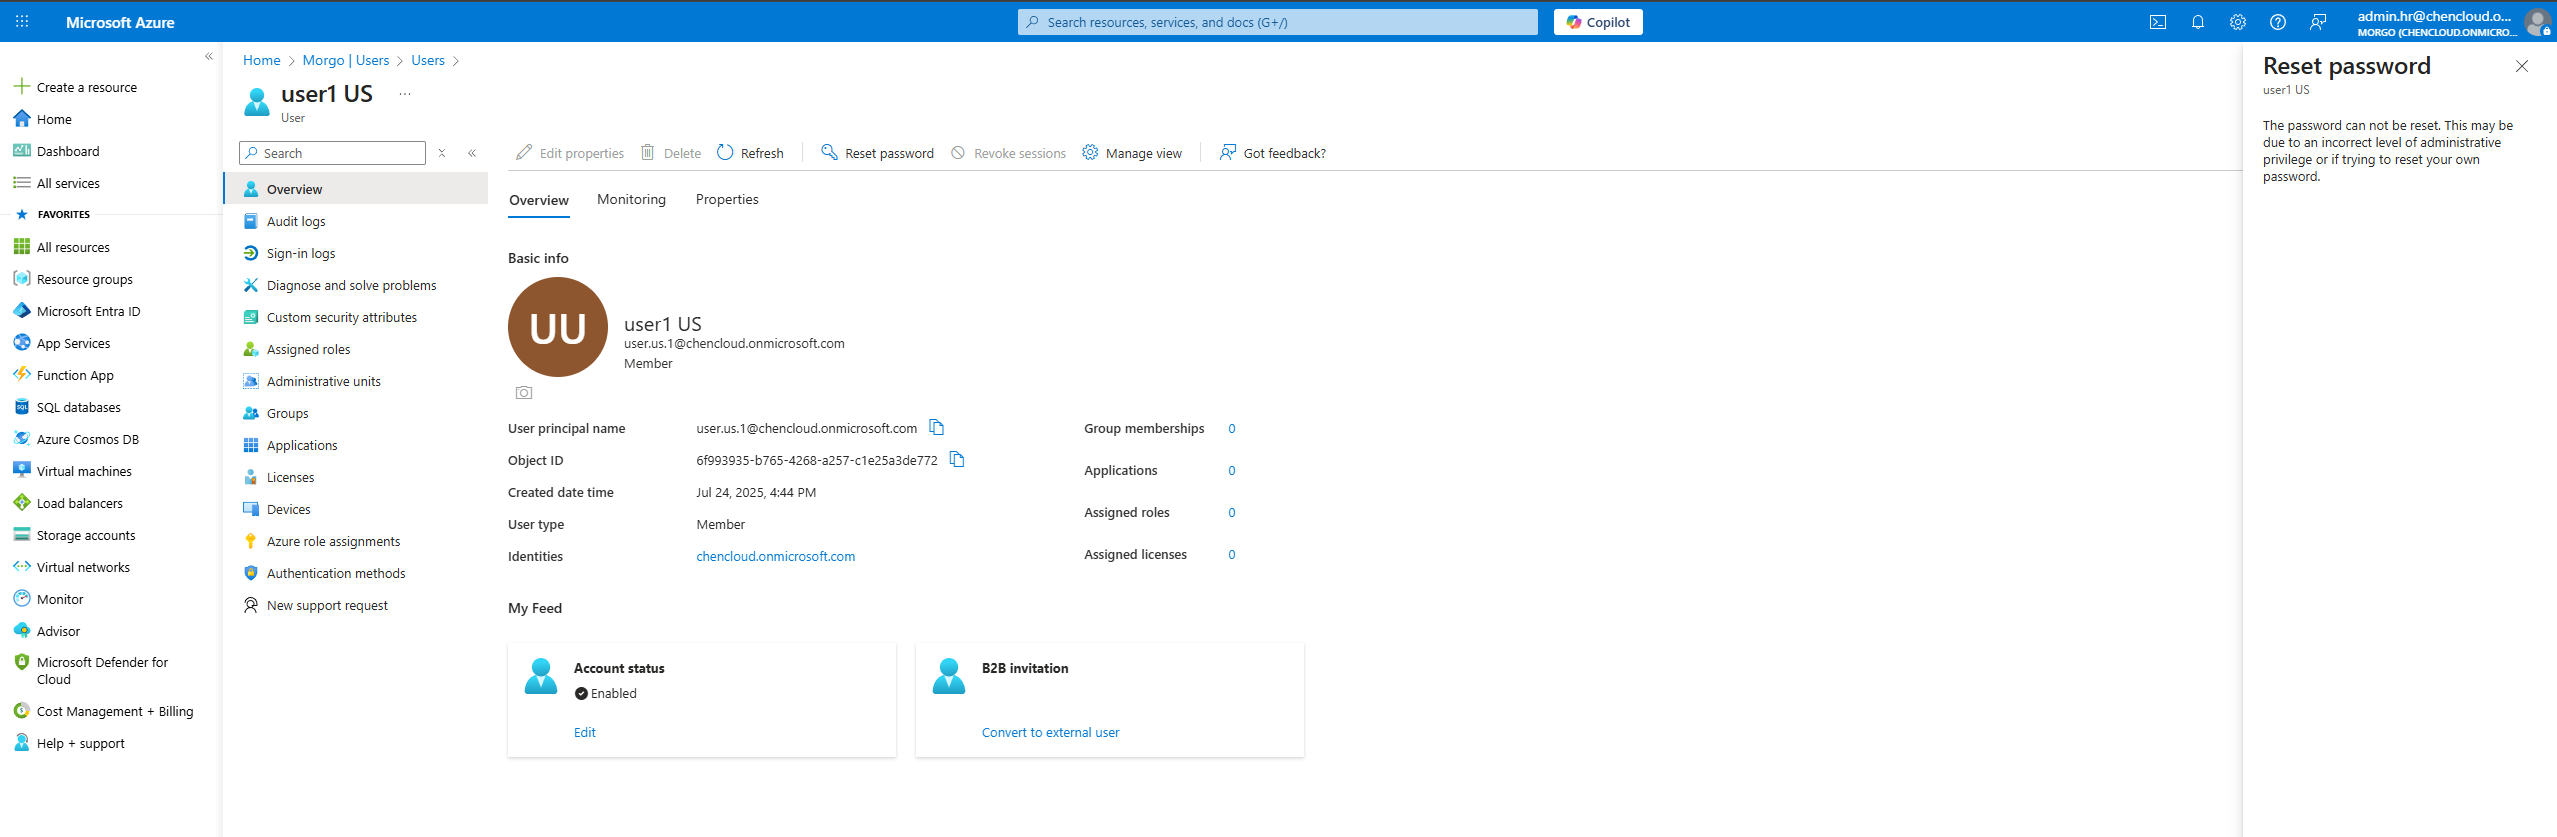 Microsoft Azure
Search resources, services, and docs (G+/)
Copilot
admin.hr@chencloud.o...
MORGO (CHENCLOUD.ONMICRO...
Create a resource
Home
Dashboard
All services
FAVORITES
All resources
Resource groups
Microsoft Entra ID
App Services
Function App
SQL databases
Azure Cosmos DB
Virtual machines
Load balancers
Storage accounts
Virtual networks
Monitor
Advisor
Microsoft Defender for
Cloud
Cost Management + Billing
Help + support
Home > Morgo | Users > Users >
user1 US ...
User
Search
Overview
Audit logs
Sign-in logs
Diagnose and solve problems
Custom security attributes
Assigned roles
Administrative units
Groups
Applications
Licenses
Devices
Azure role assignments
Authentication methods
New support request
Edit properties Delete Refresh Reset password Revoke sessions Manage view Got feedback?
Overview Monitoring Properties
Basic info
UU
user1 US
user.us.1@chencloud.onmicrosoft.com
Member
User principal name user.us.1@chencloud.onmicrosoft.com
Object ID 6f993935-b765-4268-a257-c1e25a3de772
Created date time Jul 24, 2025, 4:44 PM
User type Member
Identities chencloud.onmicrosoft.com
Group memberships 0
Applications 0
Assigned roles 0
Assigned licenses 0
My Feed
Account status
Enabled
Edit
B2B invitation
Convert to external user
Reset password
user1 US
The password can not be reset. This may be
due to an incorrect level of administrative
privilege or if trying to reset your own
password.